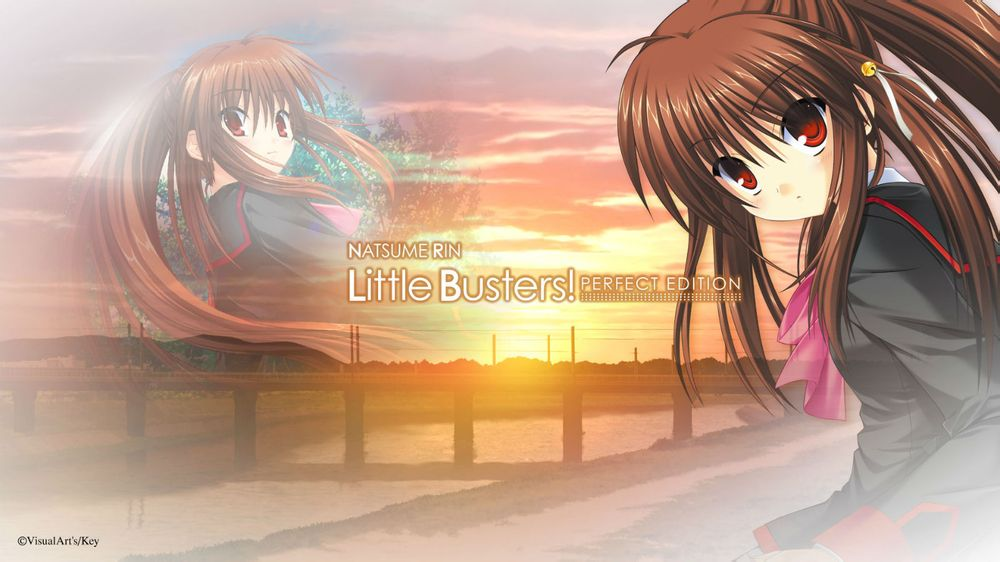 NATSUME RIN
Little Busters! PERFECT EDITION
©VisualArt's/Key